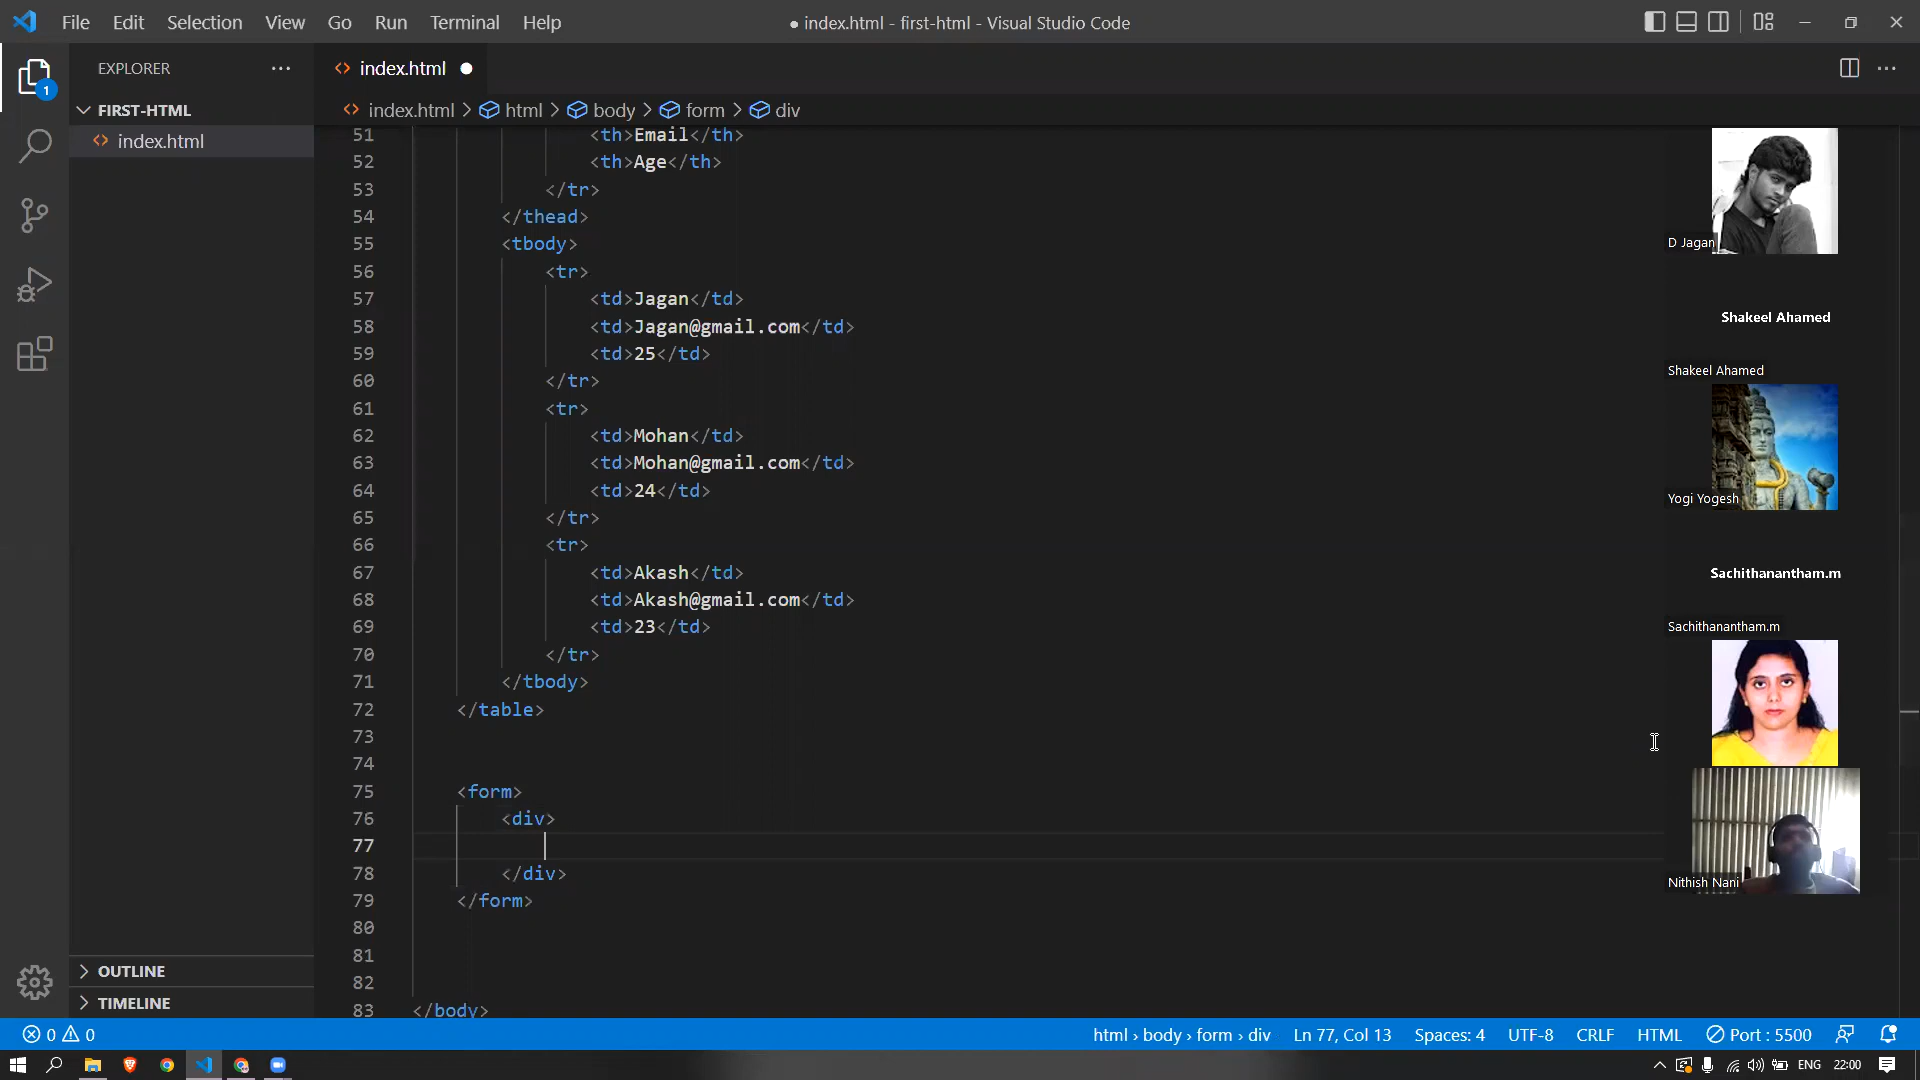 File Edit Selection View Go Run Terminal Help
● index.html - first-html - Visual Studio Code
EXPLORER
1
FIRST-HTML
index.html
OUTLINE
TIMELINE
index.html ●
index.html > html > body > form > div
51 <th>Email</th>
52 <th>Age</th>
53 </tr>
54 </thead>
55 <tbody>
56 <tr>
57 <td>Jagan</td>
58 <td>Jagan@gmail.com</td>
59 <td>25</td>
60 </tr>
61 <tr>
62 <td>Mohan</td>
63 <td>Mohan@gmail.com</td>
64 <td>24</td>
65 </tr>
66 <tr>
67 <td>Akash</td>
68 <td>Akash@gmail.com</td>
69 <td>23</td>
70 </tr>
71 </tbody>
72 </table>
73
74
75 <form>
76 <div>
77
78 </div>
79 </form>
80
81
82
83 </body>
D Jagan
Shakeel Ahamed
Shakeel Ahamed
Yogi Yogesh
Sachithanantham.m
Sachithanantham.m
Nithish Nani
0 0
html › body › form › div Ln 77, Col 13 Spaces: 4 UTF-8 CRLF HTML Port : 5500
ENG 22:00